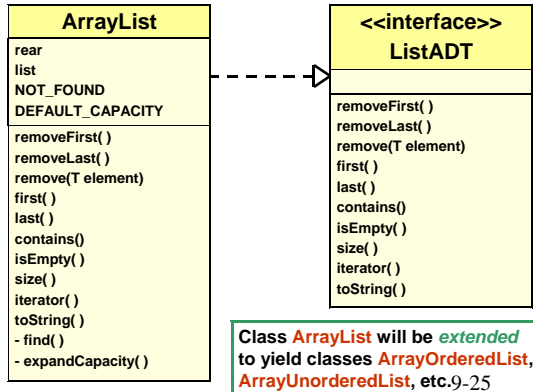 ArrayList
rear
list
NOT_FOUND
DEFAULT_CAPACITY
removeFirst( )
removeLast( )
remove(T element)
first( )
last( )
contains()
isEmpty( )
size( )
iterator( )
toString( )
- find( )
- expandCapacity( )
<<interface>>
ListADT
removeFirst( )
removeLast( )
remove(T element)
first( )
last( )
contains()
isEmpty( )
size( )
iterator( )
toString( )
Class ArrayList will be extended
to yield classes ArrayOrderedList,
ArrayUnorderedList, etc.9-25